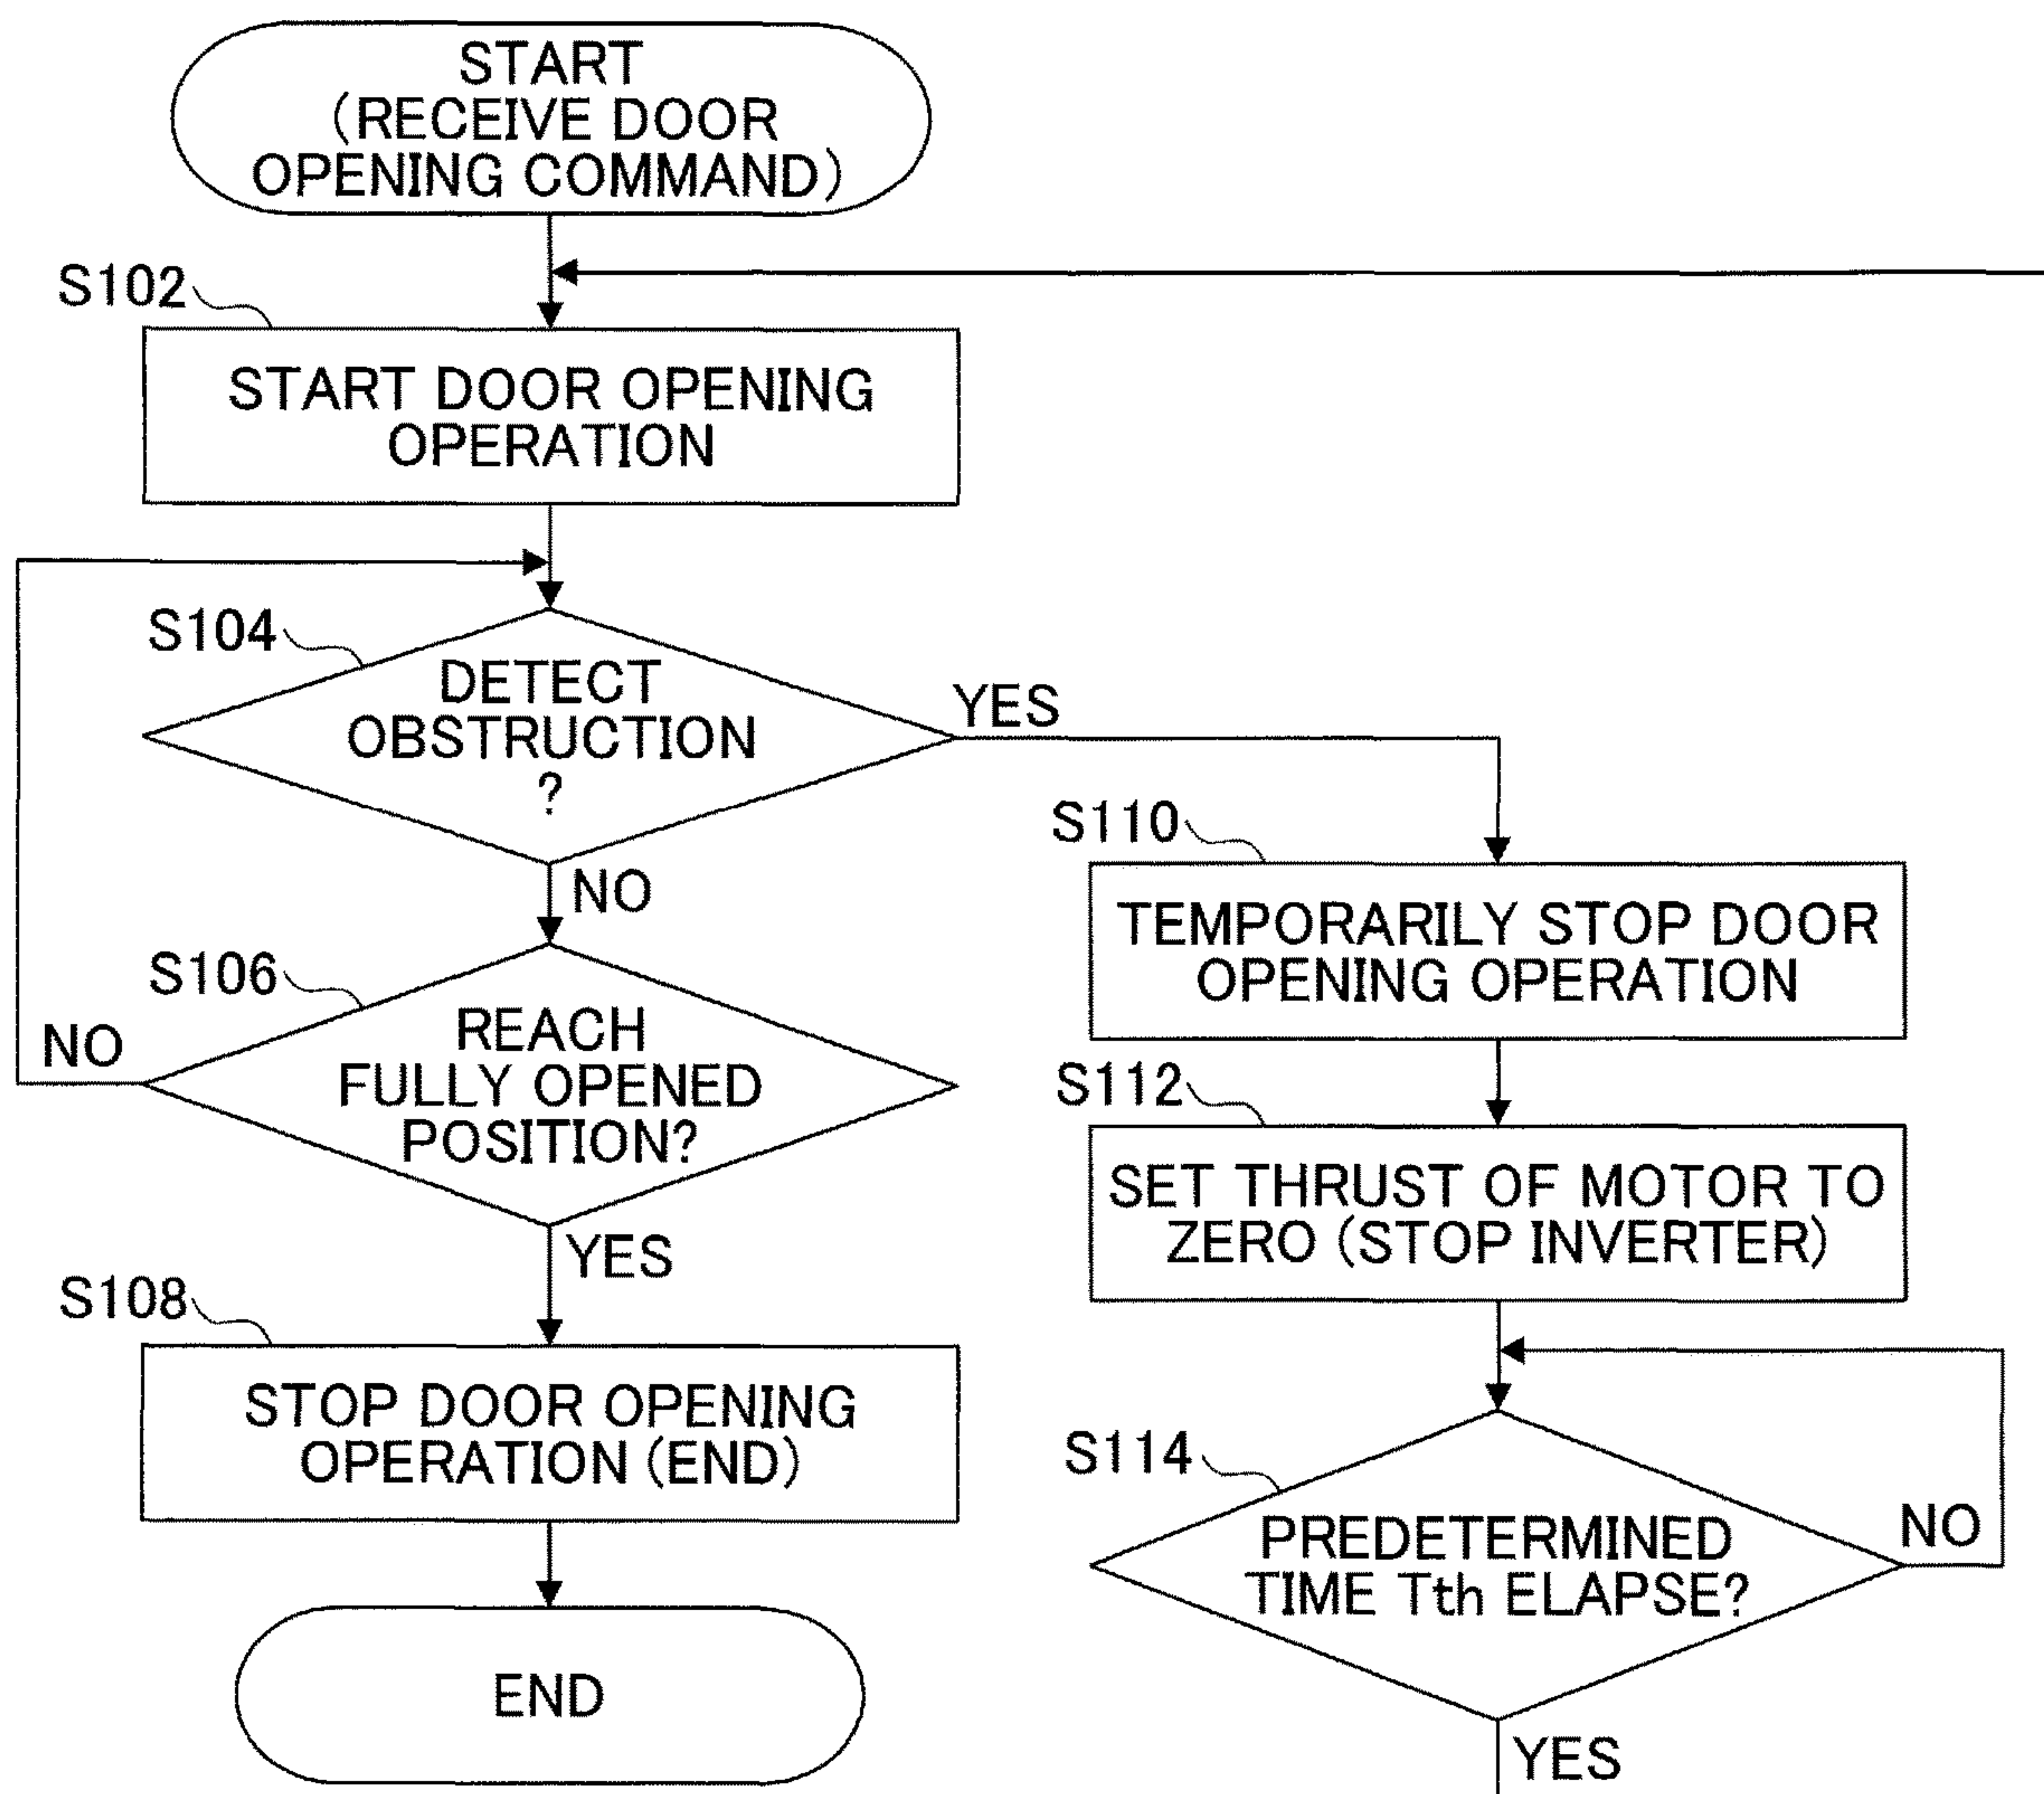 START
(RECEIVE DOOR
OPENING COMMAND)
S102
START DOOR OPENING
OPERATION
S104
DETECT
OBSTRUCTION
?
YES
NO
S106
REACH
FULLY OPENED
POSITION?
NO
YES
S108
STOP DOOR OPENING
OPERATION (END)
END
S110
TEMPORARILY STOP DOOR
OPENING OPERATION
S112
SET THRUST OF MOTOR TO
ZERO (STOP INVERTER)
S114
PREDETERMINED
TIME Tth ELAPSE?
NO
YES